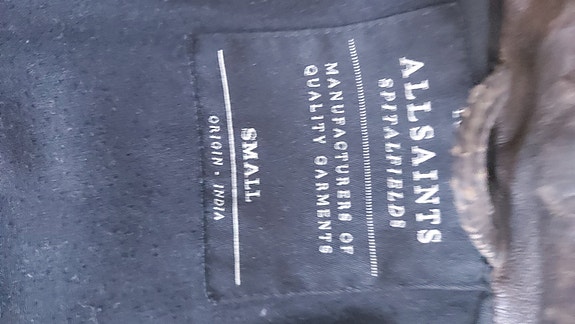 ALLSAINTS
SPITALFIELDS
MANUFACTURERS OF
QUALITY GARMENTS
SMALL
ORIGIN · INDIA